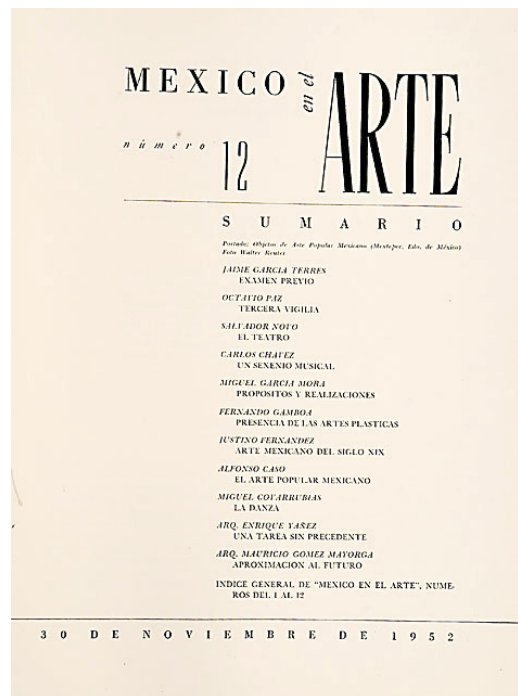 MEXICO en el ARTE
número 12
SUMARIO
Portada: Objetos de Arte Popular Mexicano (Metepec, Edo. de México)
Foto Walter Reuter
JAIME GARCIA TERRES
EXAMEN PREVIO
OCTAVIO PAZ
TERCERA VIGILIA
SALVADOR NOVO
EL TEATRO
CARLOS CHAVEZ
UN SEXENIO MUSICAL
MIGUEL GARCIA MORA
PROPOSITOS Y REALIZACIONES
FERNANDO GAMBOA
PRESENCIA DE LAS ARTES PLASTICAS
JUSTINO FERNANDEZ
ARTE MEXICANO DEL SIGLO XIX
ALFONSO CASO
EL ARTE POPULAR MEXICANO
MIGUEL COVARRUBIAS
LA DANZA
ARQ. ENRIQUE YAÑEZ
UNA TAREA SIN PRECEDENTE
ARQ. MAURICIO GOMEZ MAYORGA
APROXIMACION AL FUTURO
INDICE GENERAL DE "MEXICO EN EL ARTE", NUME-
ROS DEL 1 AL 12
30 DE NOVIEMBRE DE 1952